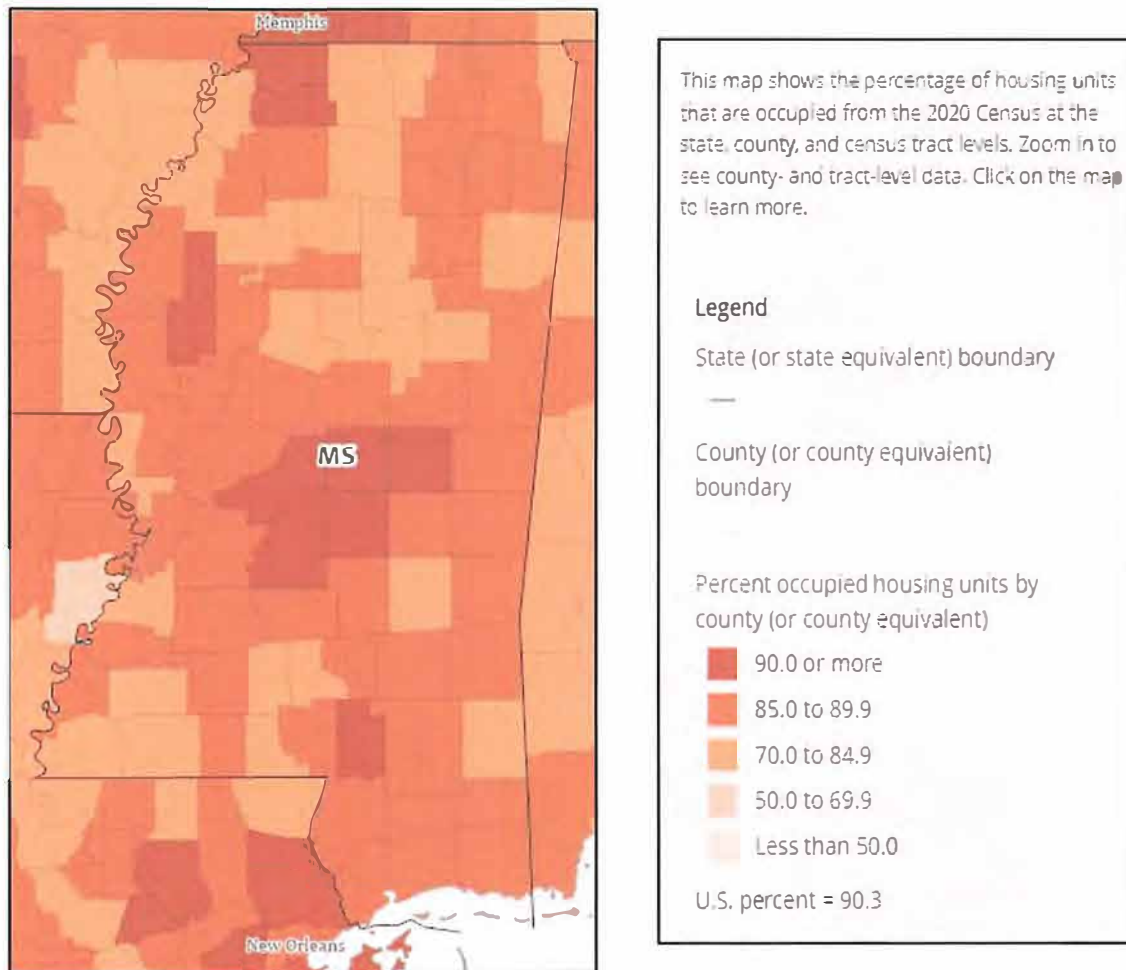 Memphis
MS
New Orleans
This map shows the percentage of housing units
that are occupied from the 2020 Census at the
state, county, and census tract levels. Zoom in to
see county- and tract-level data. Click on the map
to learn more.
Legend
State (or state equivalent) boundary
County (or county equivalent)
boundary
Percent occupied housing units by
county (or county equivalent)
90.0 or more
85.0 to 89.9
70.0 to 84.9
50.0 to 69.9
Less than 50.0
U.S. percent = 90.3